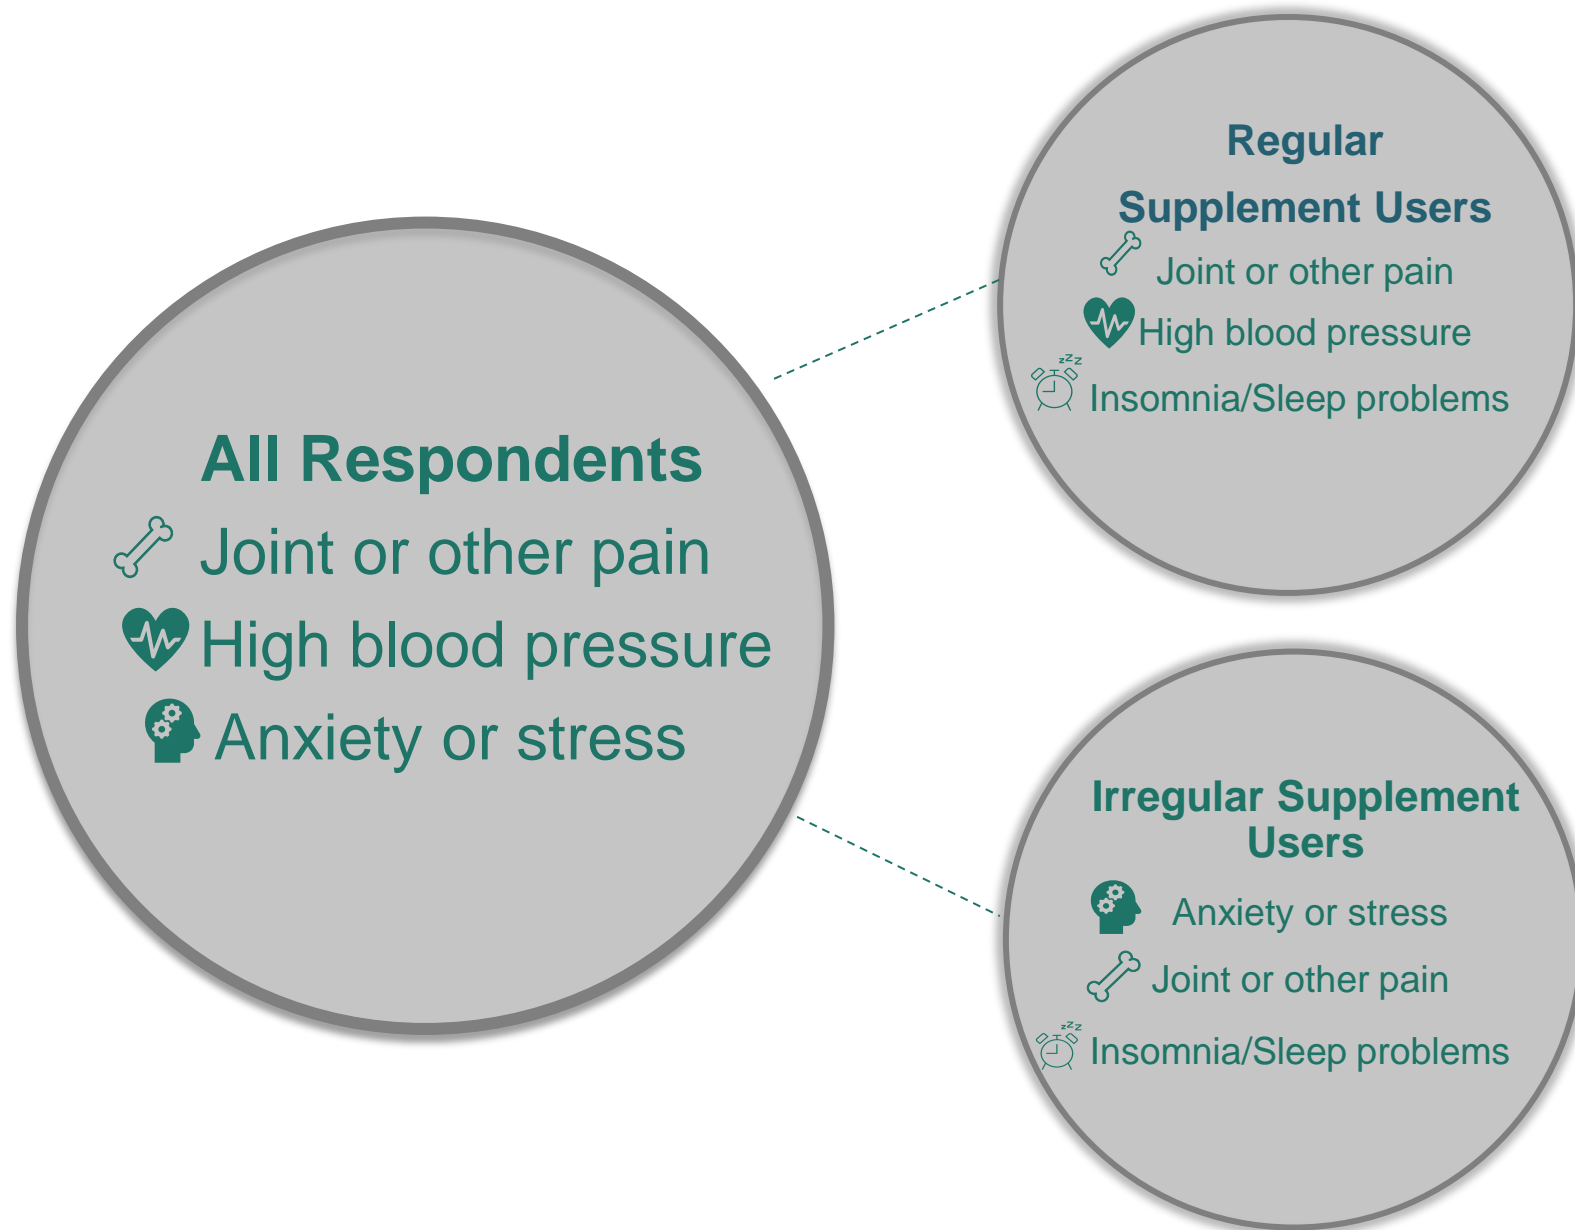 All Respondents
Joint or other pain
High blood pressure
Anxiety or stress
Regular
Supplement Users
Joint or other pain
High blood pressure
zZZ
Insomnia/Sleep problems
Irregular Supplement
Users
Anxiety or stress
Joint or other pain
zZZ
Insomnia/Sleep problems